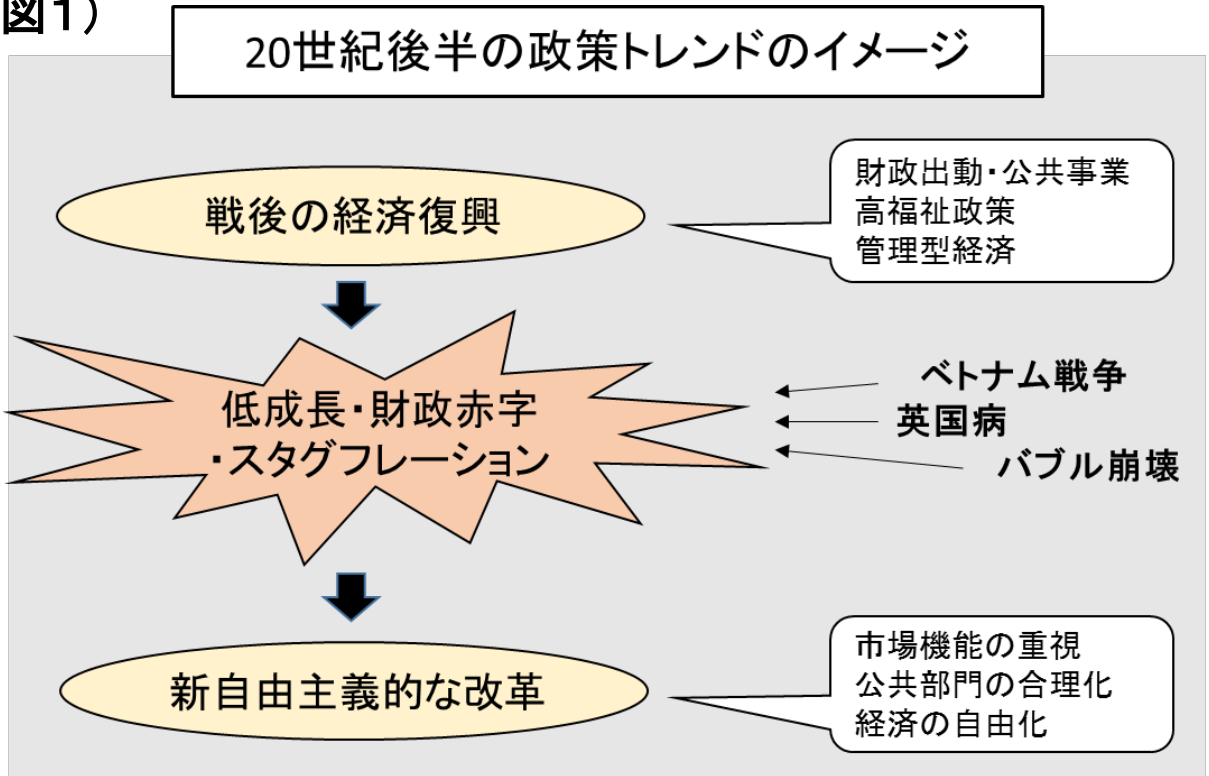 図1）
20世紀後半の政策トレンドのイメージ
戦後の経済復興
財政出動・公共事業
高福祉政策
管理型経済
低成長・財政赤字
・スタグフレーション
ベトナム戦争
英国病
バブル崩壊
新自由主義的な改革
市場機能の重視
公共部門の合理化
経済の自由化